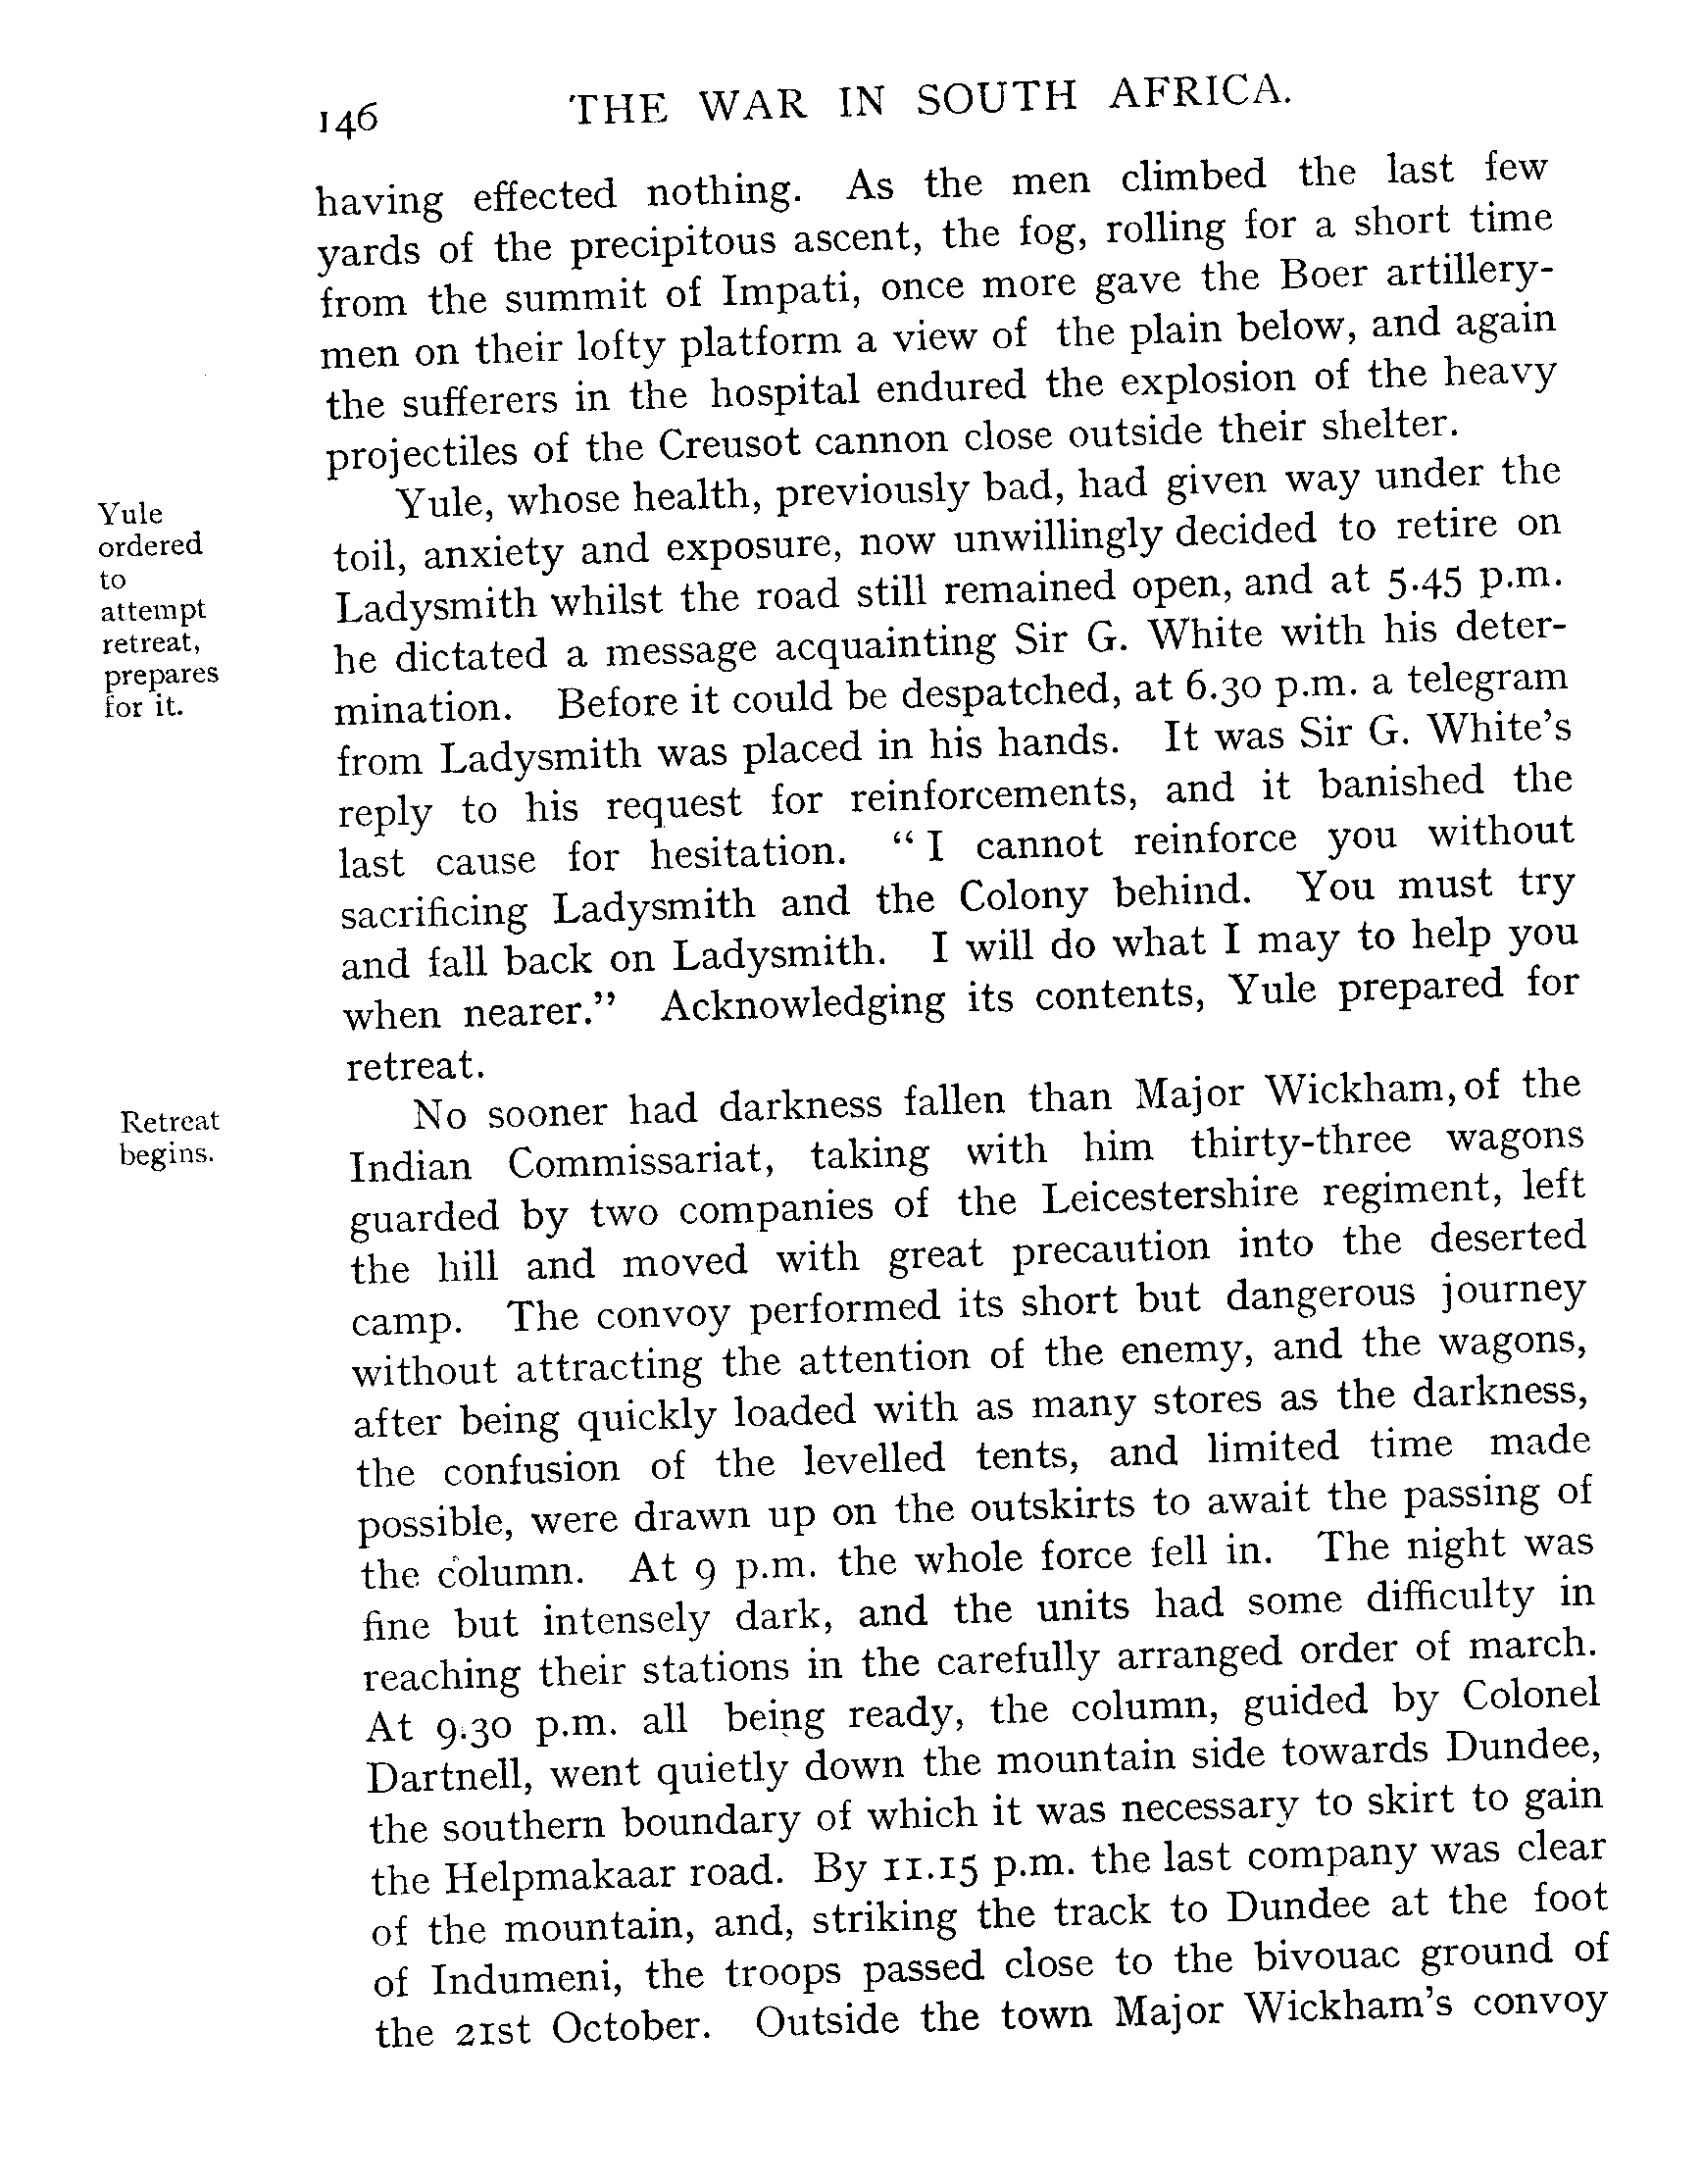 146 THE WAR IN SOUTH AFRICA.
having effected nothing. As the men climbed the last few
yards of the precipitous ascent, the fog, rolling for a short time
from the summit of Impati, once more gave the Boer artillery-
men on their lofty platform a view of the plain below, and again
the sufferers in the hospital endured the explosion of the heavy
projectiles of the Creusot cannon close outside their shelter.
Yule
ordered
to
attempt
retreat,
prepares
for it.
Yule, whose health, previously bad, had given way under the
toil, anxiety and exposure, now unwillingly decided to retire on
Ladysmith whilst the road still remained open, and at 5.45 p.m.
he dictated a message acquainting Sir G. White with his deter-
mination. Before it could be despatched, at 6.30 p.m. a telegram
from Ladysmith was placed in his hands. It was Sir G. White's
reply to his request for reinforcements, and it banished the
last cause for hesitation. "I cannot reinforce you without
sacrificing Ladysmith and the Colony behind. You must try
and fall back on Ladysmith. I will do what I may to help you
when nearer." Acknowledging its contents, Yule prepared for
retreat.
Retreat
begins.
No sooner had darkness fallen than Major Wickham, of the
Indian Commissariat, taking with him thirty-three wagons
guarded by two companies of the Leicestershire regiment, left
the hill and moved with great precaution into the deserted
camp. The convoy performed its short but dangerous journey
without attracting the attention of the enemy, and the wagons,
after being quickly loaded with as many stores as the darkness,
the confusion of the levelled tents, and limited time made
possible, were drawn up on the outskirts to await the passing of
the column. At 9 p.m. the whole force fell in. The night was
fine but intensely dark, and the units had some difficulty in
reaching their stations in the carefully arranged order of march.
At 9.30 p.m. all being ready, the column, guided by Colonel
Dartnell, went quietly down the mountain side towards Dundee,
the southern boundary of which it was necessary to skirt to gain
the Helpmakaar road. By 11.15 p.m. the last company was clear
of the mountain, and, striking the track to Dundee at the foot
of Indumeni, the troops passed close to the bivouac ground of
the 21st October. Outside the town Major Wickham's convoy